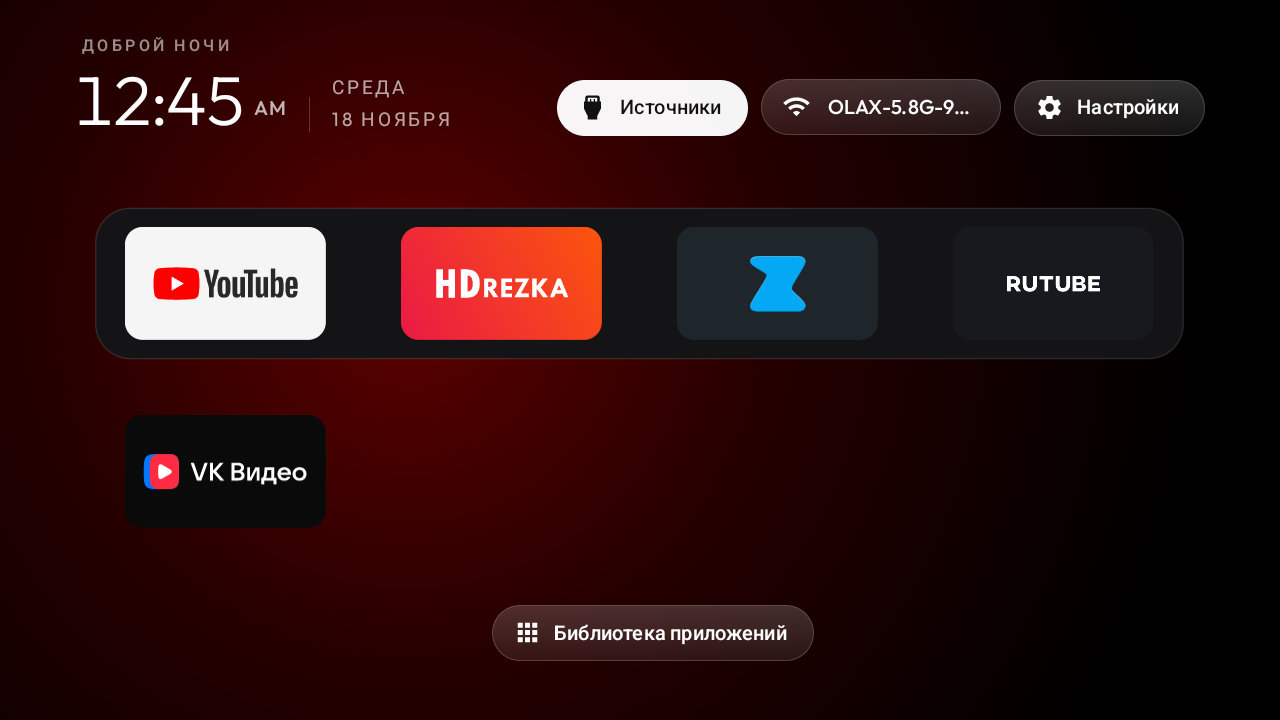 ДОБРОЙ НОЧИ
12:45 AM
СРЕДА
18 НОЯБРЯ
Источники
OLAX-5.8G-9...
Настройки
YouTube
HDREZKA
RUTUBE
VK Видео
Библиотека приложений